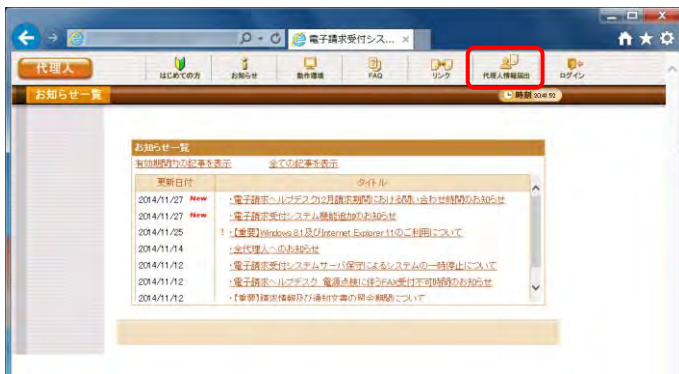 電子請求受付シス... ×
代理人
はじめての方 お知らせ 動作環境 FAQ リンク 代理人情報届出 ログイン
お知らせ一覧
時刻 20:41:52
お知らせ一覧
有効期間内の記事を表示 全ての記事を表示
更新日付 タイトル
2014/11/27 New ・電子請求ヘルプデスク12月請求期間における問い合わせ時間のお知らせ
2014/11/27 New ・電子請求受付システム機能追加のお知らせ
2014/11/25 ! ・【重要】Windows 8.1及びInternet Explorer 11のご利用について
2014/11/14 ・全代理人へのお知らせ
2014/11/12 ・電子請求受付システムサーバ保守によるシステムの一時停止について
2014/11/12 ・電子請求ヘルプデスク 電源点検に伴うFAX受付不可時間のお知らせ
2014/11/12 ・【重要】請求情報及び通知文書の照会期間について